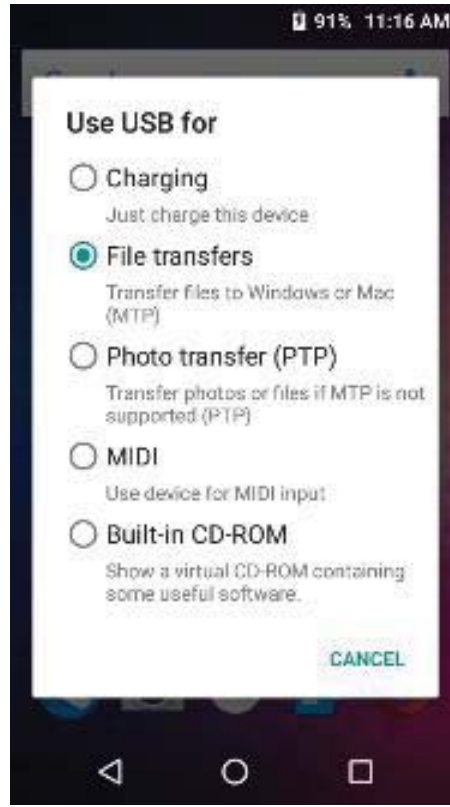 91% 11:16 AM
Use USB for
Charging
Just charge this device
File transfers
Transfer files to Windows or Mac
(MTP)
Photo transfer (PTP)
Transfer photos or files if MTP is not
supported (PTP)
MIDI
Use device for MIDI input
Built-in CD-ROM
Show a virtual CD-ROM containing
some useful software.
CANCEL